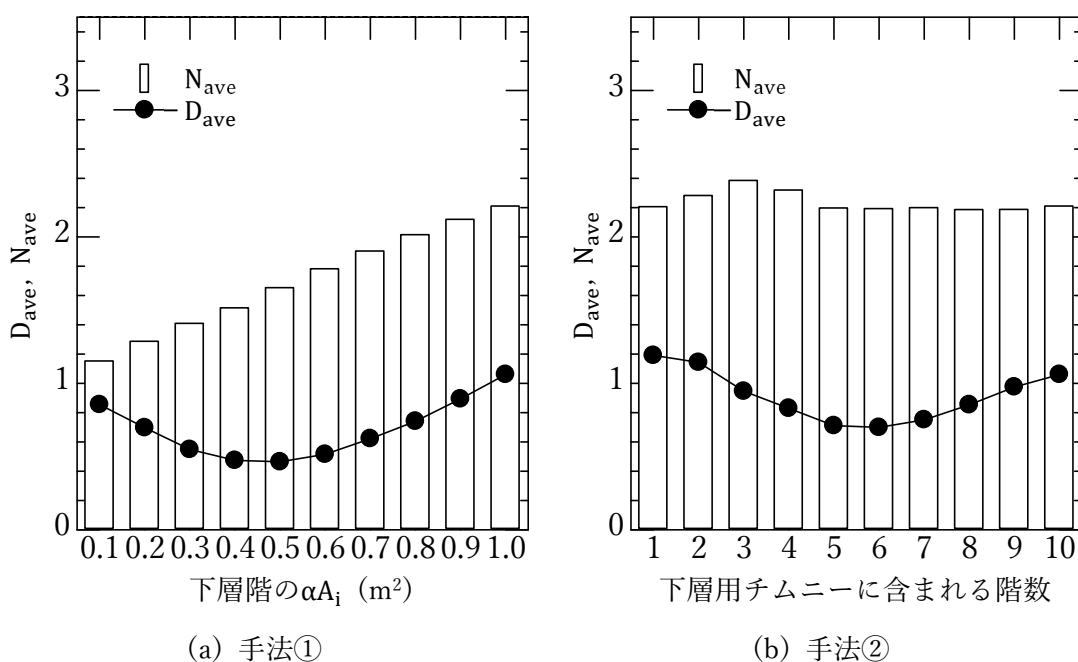 3
2
1
0
D_ave, N_ave
N_ave
D_ave
0.1 0.2 0.3 0.4 0.5 0.6 0.7 0.8 0.9 1.0
下層階のαA_i (m²)
(a) 手法①
3
2
1
0
D_ave, N_ave
N_ave
D_ave
1 2 3 4 5 6 7 8 9 10
下層用チムニーに含まれる階数
(b) 手法②